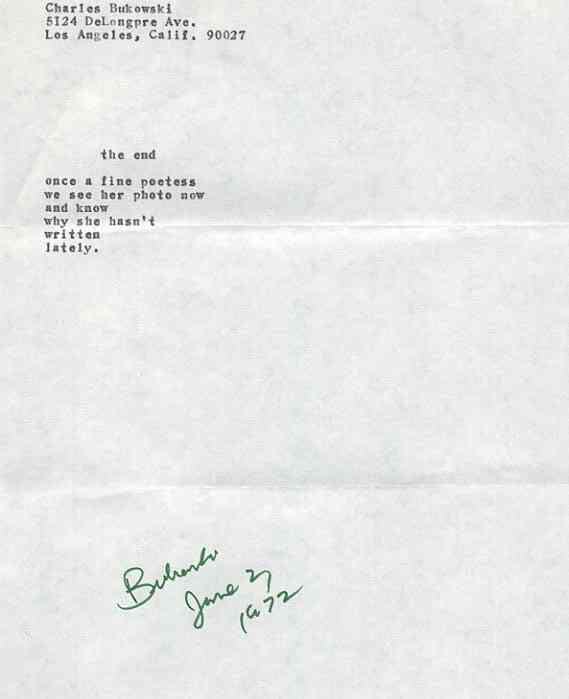 Charles Bukowski
5124 DeLongpre Ave.
Los Angeles, Calif. 90027
the end
once a fine poetess
we see her photo now
and know
why she hasn't
written
lately.
Bukowski
June 27
1972